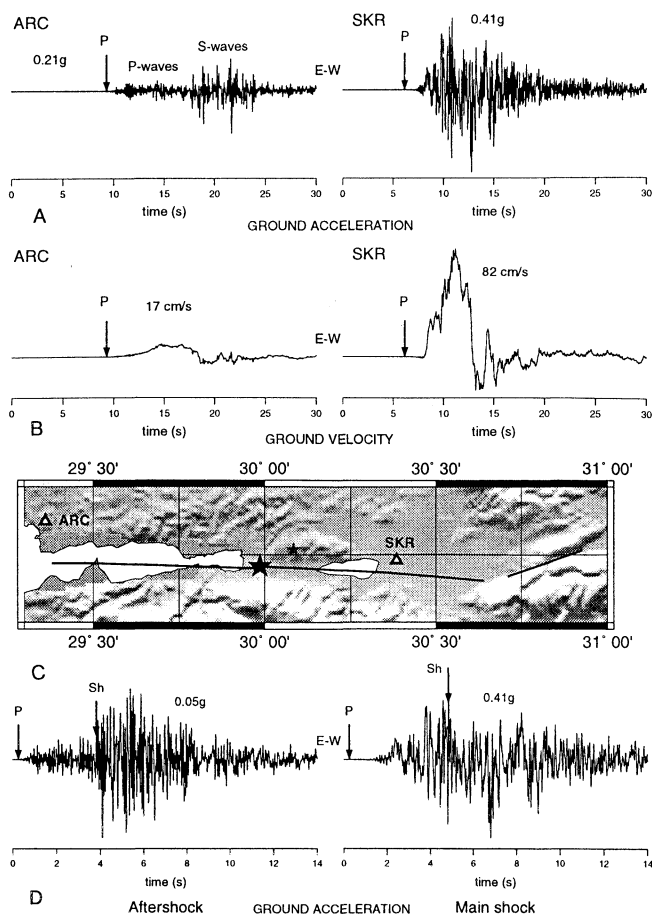 ARC SKR
0.21g P P-waves S-waves E-W P 0.41g
0 5 10 15 20 25 30 0 5 10 15 20 25 30
time (s) time (s)
A GROUND ACCELERATION
ARC SKR
P 17 cm/s E-W P 82 cm/s
0 5 10 15 20 25 30 0 5 10 15 20 25 30
time (s) time (s)
B GROUND VELOCITY
29° 30' 30° 00' 30° 30' 31° 00'
ARC
SKR
29° 30' 30° 00' 30° 30' 31° 00'
C
P Sh 0.05g E-W P Sh 0.41g
0 2 4 6 8 10 12 14 0 2 4 6 8 10 12 14
time (s) time (s)
D Aftershock GROUND ACCELERATION Main shock